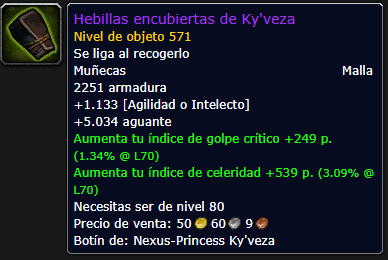 Hebillas encubiertas de Ky'veza
Nivel de objeto 571
Se liga al recogerlo
Muñecas Malla
2251 armadura
+1.133 [Agilidad o Intelecto]
+5.034 aguante
Aumenta tu índice de golpe crítico +249 p.
(1.34% @ L70)
Aumenta tu índice de celeridad +539 p. (3.09% @
L70)
Necesitas ser de nivel 80
Precio de venta: 50 60 9
Botín de: Nexus-Princess Ky'veza